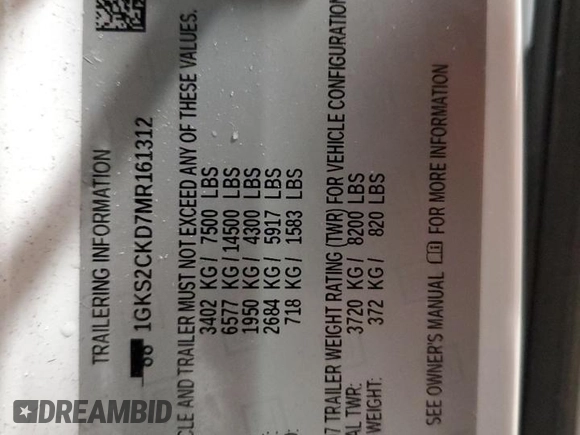 TRAILERING INFORMATION
1GKS2CKD7MR161312
CLE AND TRAILER MUST NOT EXCEED ANY OF THESE VALUES.
3402 KG / 7500 LBS
6577 KG / 14500 LBS
1950 KG / 4300 LBS
2684 KG / 5917 LBS
718 KG / 1583 LBS
7 TRAILER WEIGHT RATING (TWR) FOR VEHICLE CONFIGURATION
AL TWR: 3720 KG / 8200 LBS
WEIGHT: 372 KG / 820 LBS
SEE OWNER'S MANUAL FOR MORE INFORMATION
DREAMBID